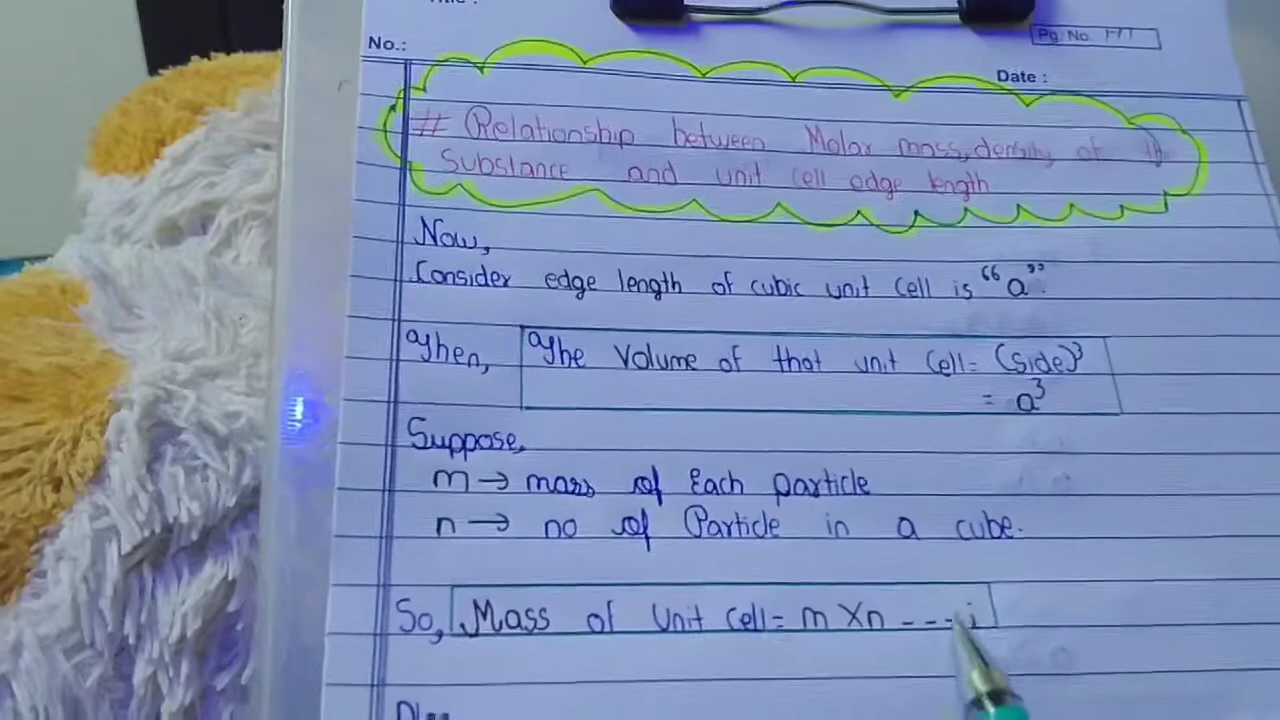 Title :
Pg. No.
No.:
Date :
# Relationship between Molar mass, density of
Substance and unit cell edge length
Now,
Consider edge length of cubic unit cell is "a".
Then, The Volume of that unit cell = (side)³
= a³
Suppose,
m → mass of Each particle
n → no of Particle in a cube.
So, Mass of Unit Cell = m × n - - - i